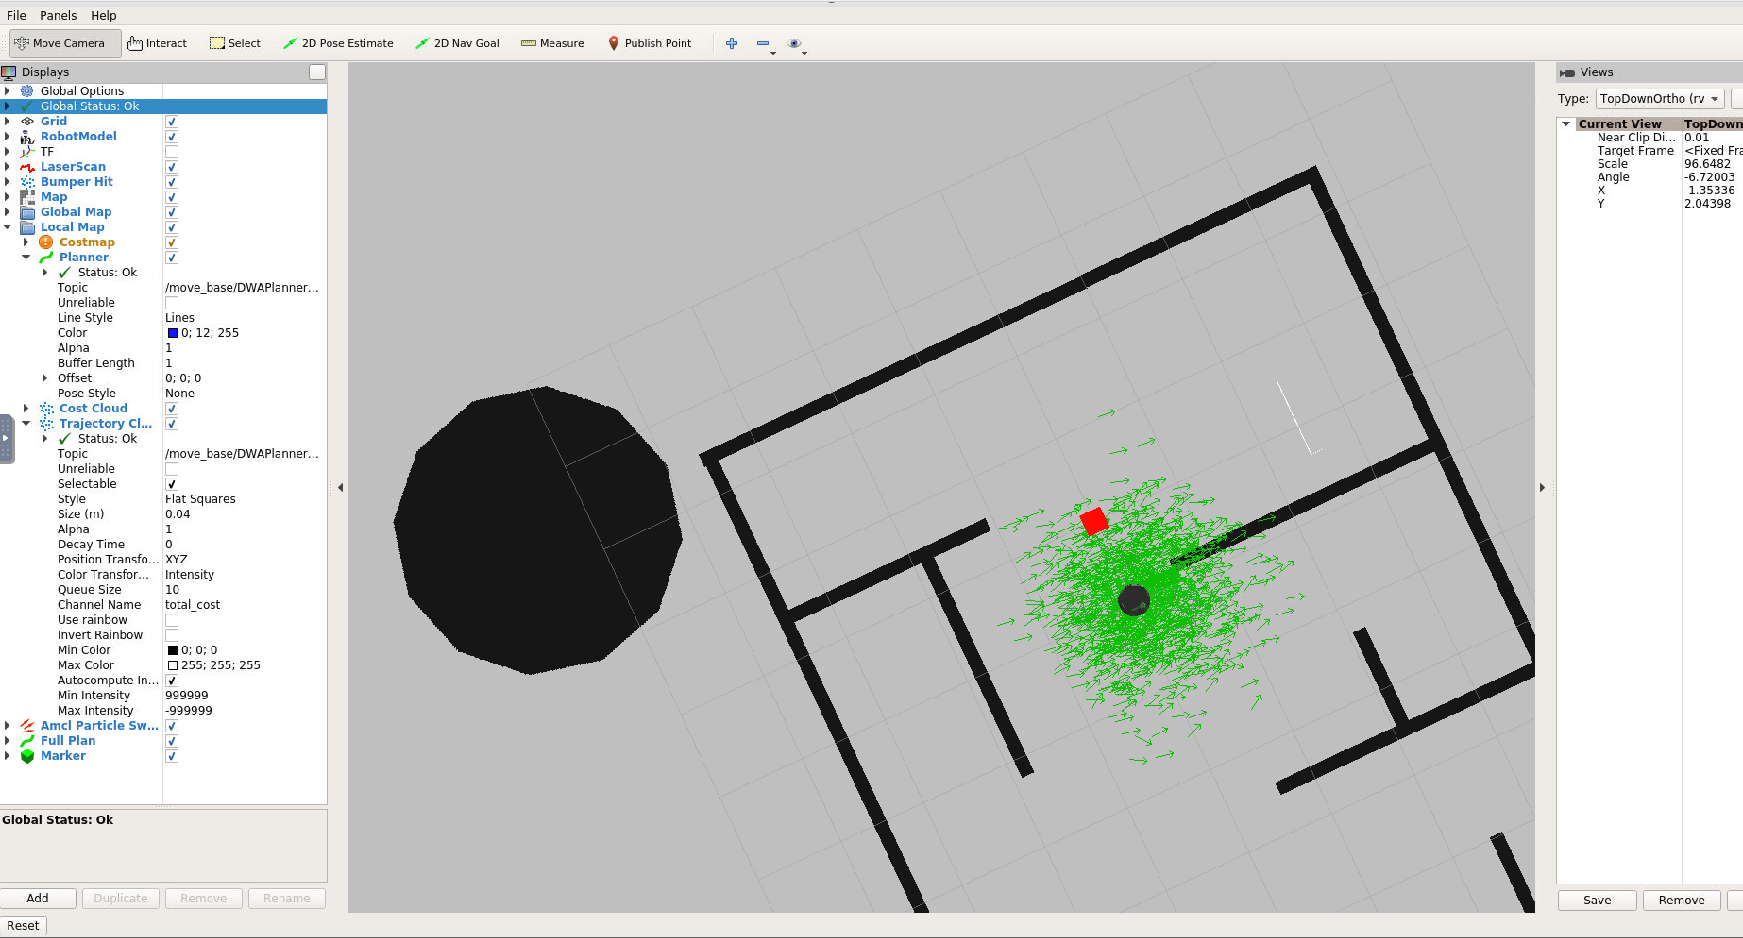 File Panels Help
Move Camera Interact Select 2D Pose Estimate 2D Nav Goal Measure Publish Point
Displays
Global Options
Global Status: Ok
Grid
RobotModel
TF
LaserScan
Bumper Hit
Map
Global Map
Local Map
Costmap
Planner
Status: Ok
Topic /move_base/DWAPlanner...
Unreliable
Line Style Lines
Color 0; 12; 255
Alpha 1
Buffer Length 1
Offset 0; 0; 0
Pose Style None
Cost Cloud
Trajectory Cl...
Status: Ok
Topic /move_base/DWAPlanner...
Unreliable
Selectable
Style Flat Squares
Size (m) 0.04
Alpha 1
Decay Time 0
Position Transfo... XYZ
Color Transfor... Intensity
Queue Size 10
Channel Name total_cost
Use rainbow
Invert Rainbow
Min Color 0; 0; 0
Max Color 255; 255; 255
Autocompute In...
Min Intensity 999999
Max Intensity -999999
Amcl Particle Sw...
Full Plan
Marker
Global Status: Ok
Add Duplicate Remove Rename
Reset
Views
Type: TopDownOrtho (rv
Current View TopDown
Near Clip Di... 0.01
Target Frame <Fixed Fra
Scale 96.6482
Angle -6.72003
X 1.35336
Y 2.04398
Save Remove